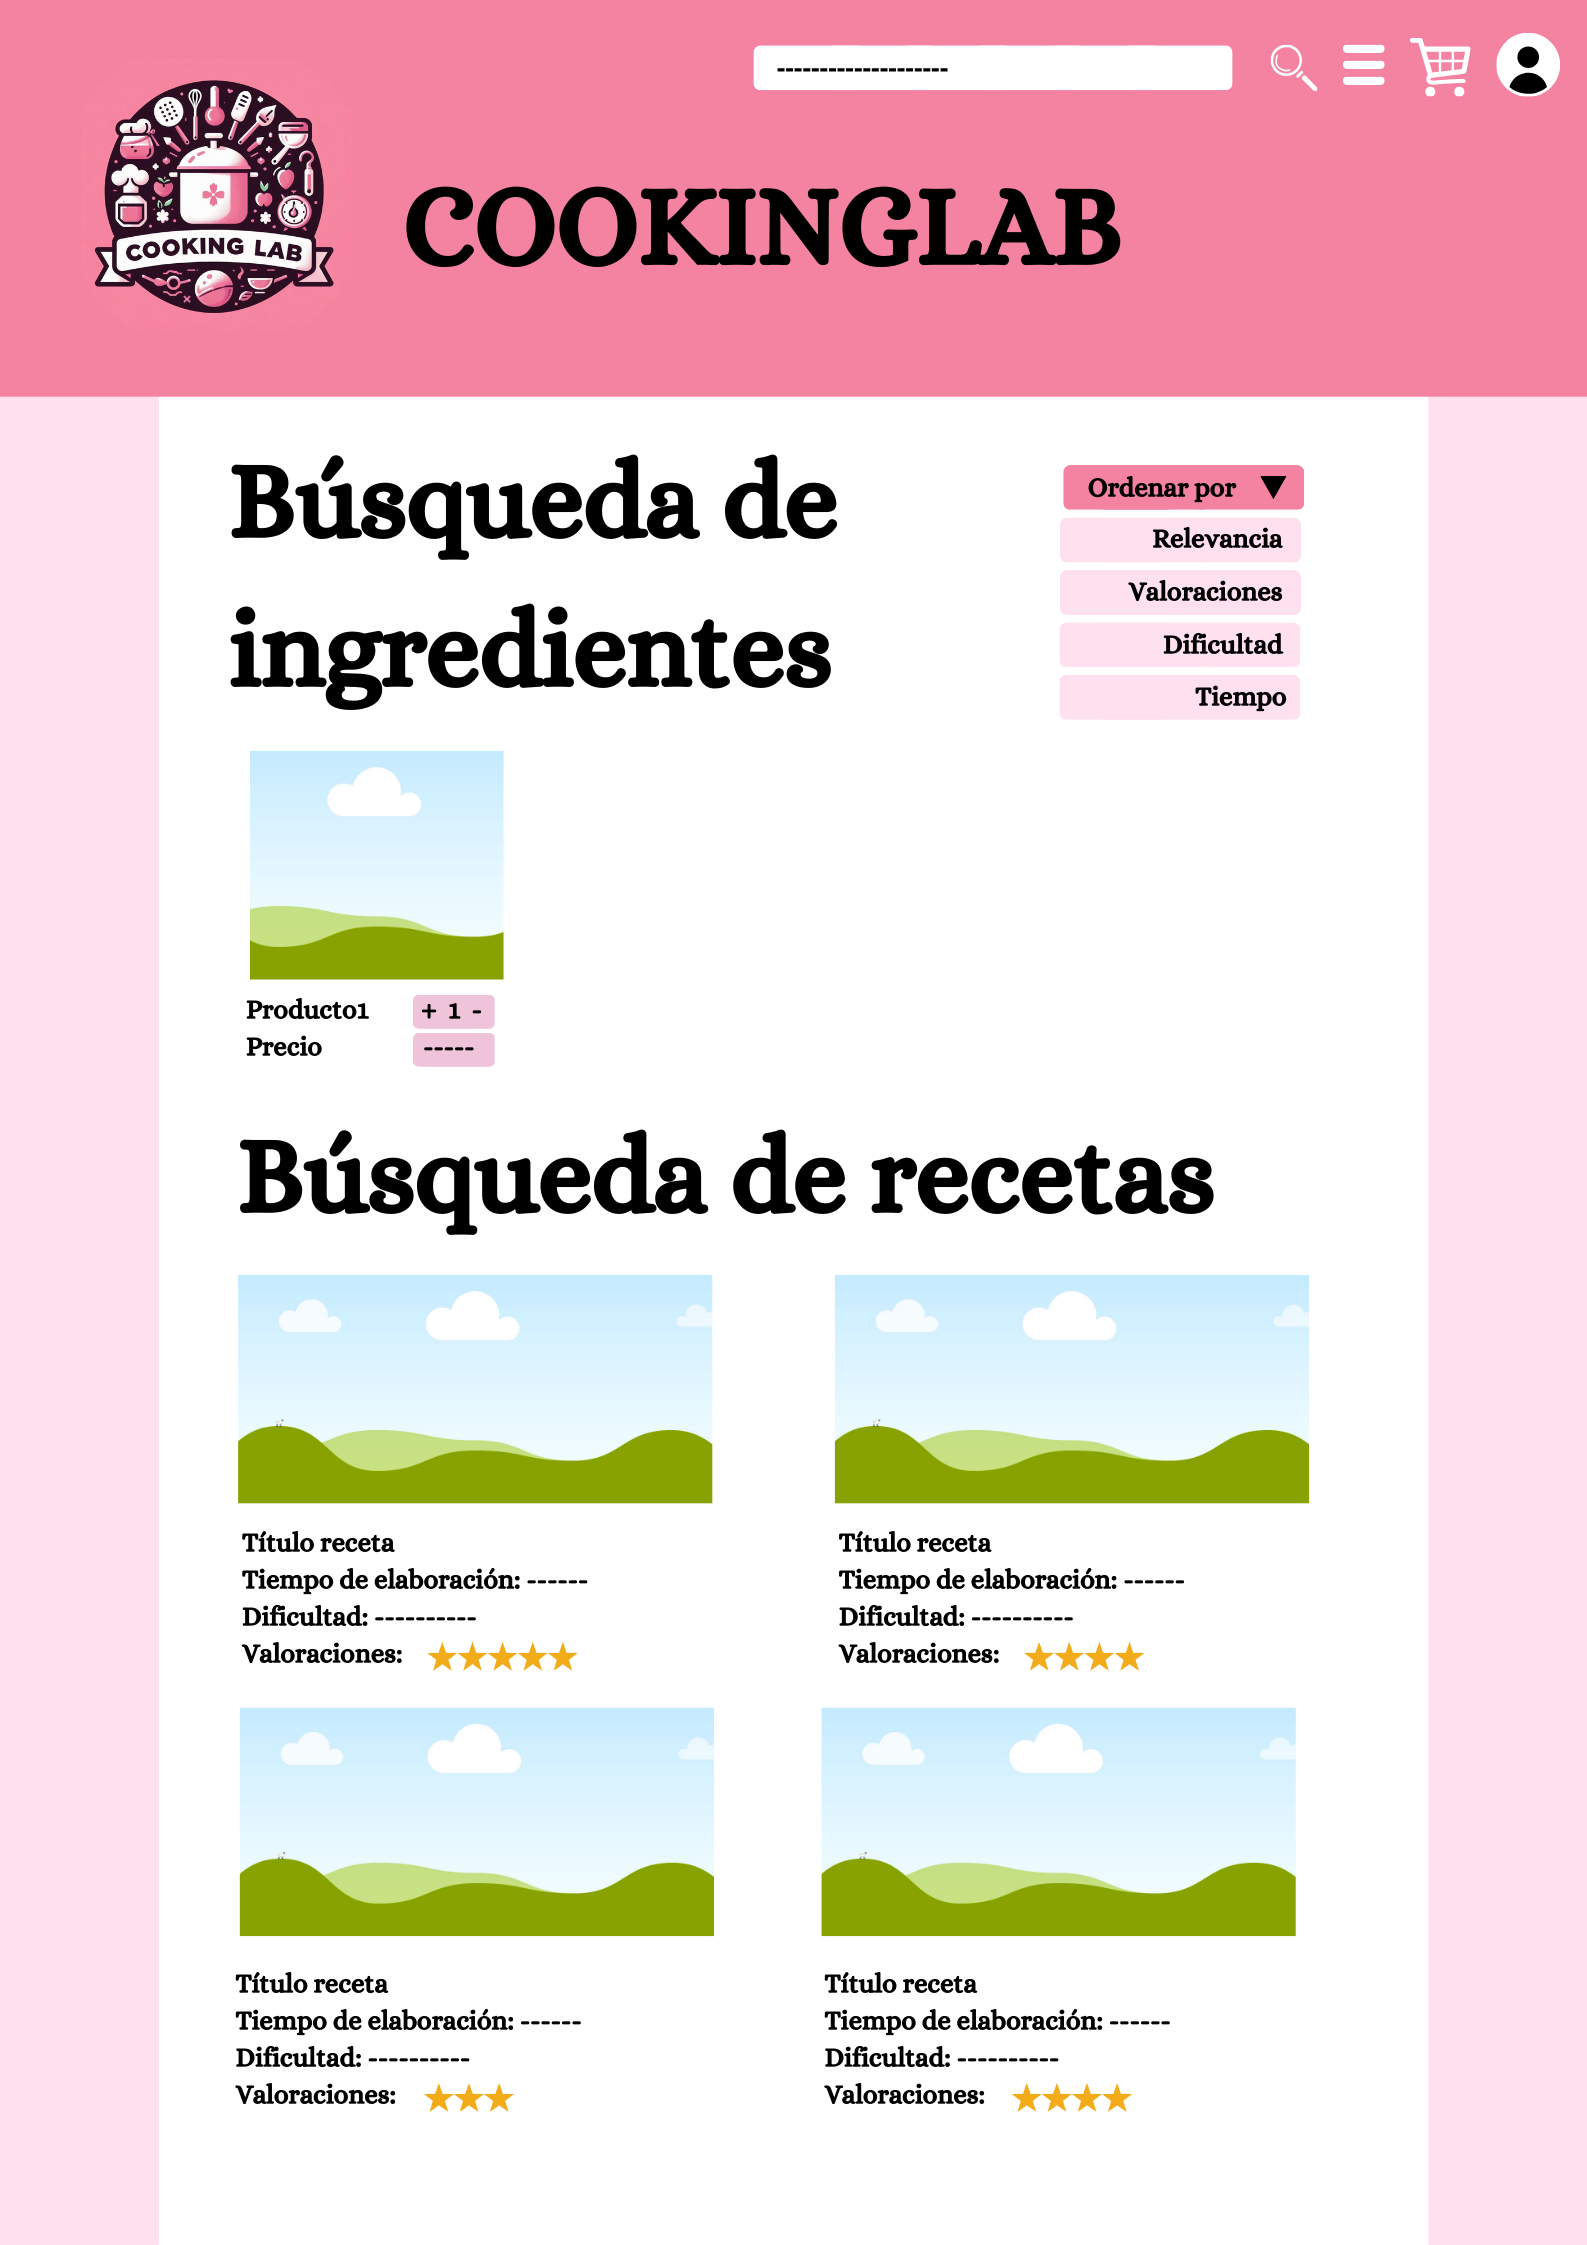 --------------------
COOKING LAB
COOKINGLAB
Búsqueda de
ingredientes
Ordenar por ▼
Relevancia
Valoraciones
Dificultad
Tiempo
Producto1 + 1 -
Precio -----
Búsqueda de recetas
Título receta
Tiempo de elaboración: ------
Dificultad: ----------
Valoraciones: ★★★★★
Título receta
Tiempo de elaboración: ------
Dificultad: ----------
Valoraciones: ★★★★
Título receta
Tiempo de elaboración: ------
Dificultad: ----------
Valoraciones: ★★★
Título receta
Tiempo de elaboración: ------
Dificultad: ----------
Valoraciones: ★★★★